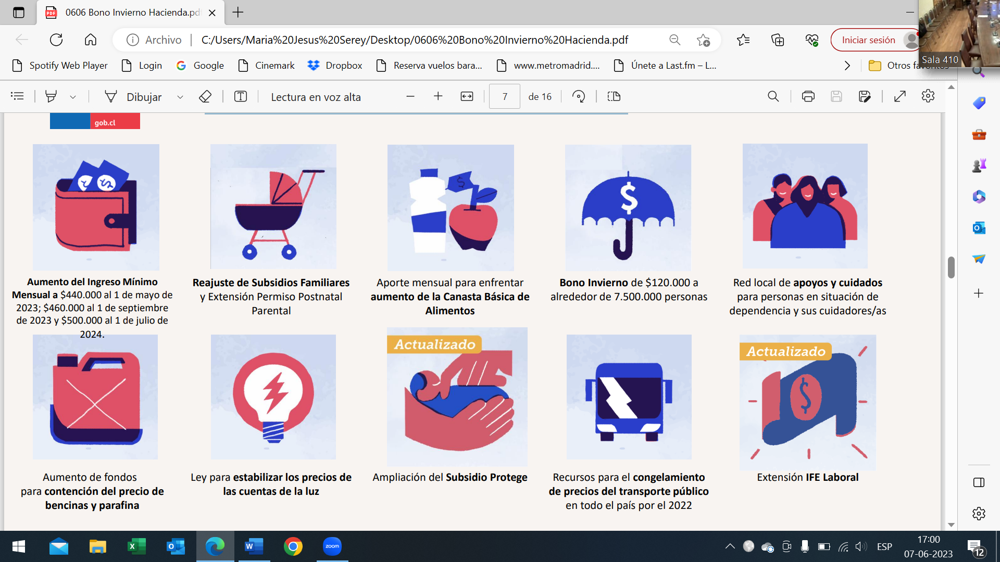 0606 Bono Invierno Hacienda.pdf
Archivo
C:/Users/Maria%20Jesus%20Serey/Desktop/0606%20Bono%20Invierno%20Hacienda.pdf
Iniciar sesión
Sala 410
Spotify Web Player
Login
Google
Cinemark
Dropbox
Reserva vuelos bara...
www.metromadrid....
Únete a Last.fm – L...
Otros favoritos
Dibujar
Lectura en voz alta
7
de 16
gob.cl
Aumento del Ingreso Mínimo
Mensual a $440.000 al 1 de mayo de
2023; $460.000 al 1 de septiembre
de 2023 y $500.000 al 1 de julio de
2024.
Reajuste de Subsidios Familiares
y Extensión Permiso Postnatal
Parental
Aporte mensual para enfrentar
aumento de la Canasta Básica de
Alimentos
Bono Invierno de $120.000 a
alrededor de 7.500.000 personas
Red local de apoyos y cuidados
para personas en situación de
dependencia y sus cuidadores/as
Aumento de fondos
para contención del precio de
bencinas y parafina
Ley para estabilizar los precios de
las cuentas de la luz
Actualizado
Ampliación del Subsidio Protege
Recursos para el congelamiento
de precios del transporte público
en todo el país por el 2022
Actualizado
Extensión IFE Laboral
zoom
ESP
17:00
07-06-2023
12